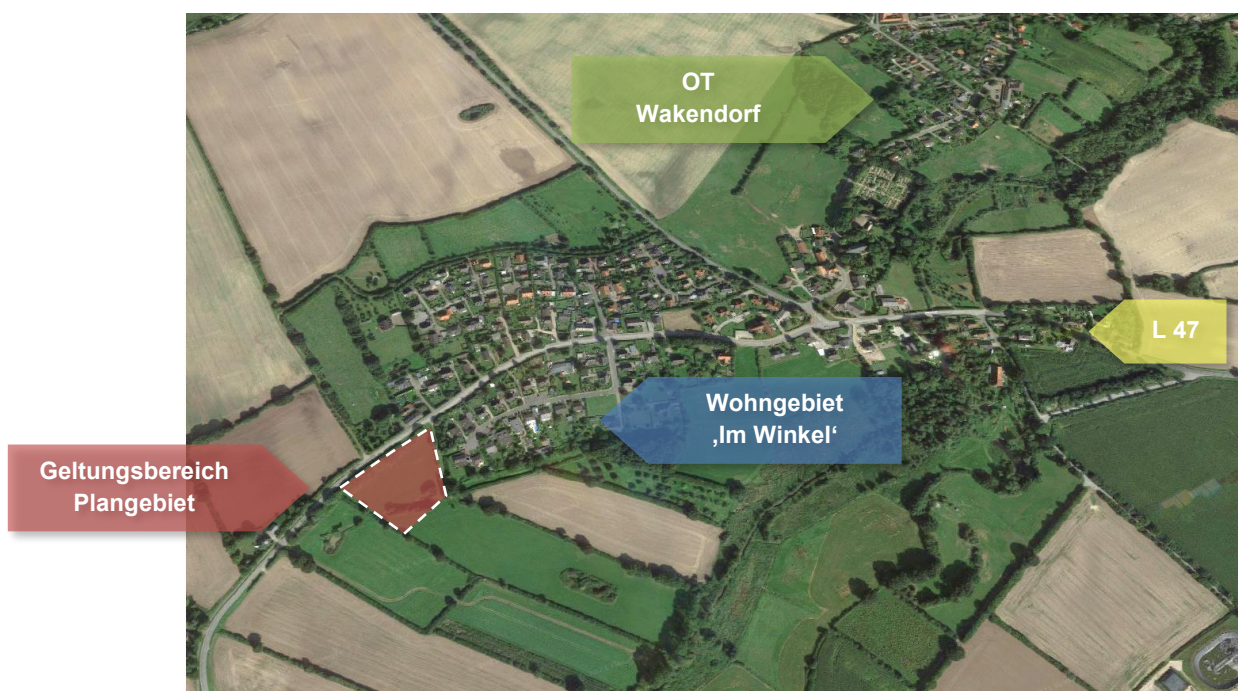 OT
Wakendorf
L 47
Wohngebiet
‚Im Winkel‘
Geltungsbereich
Plangebiet